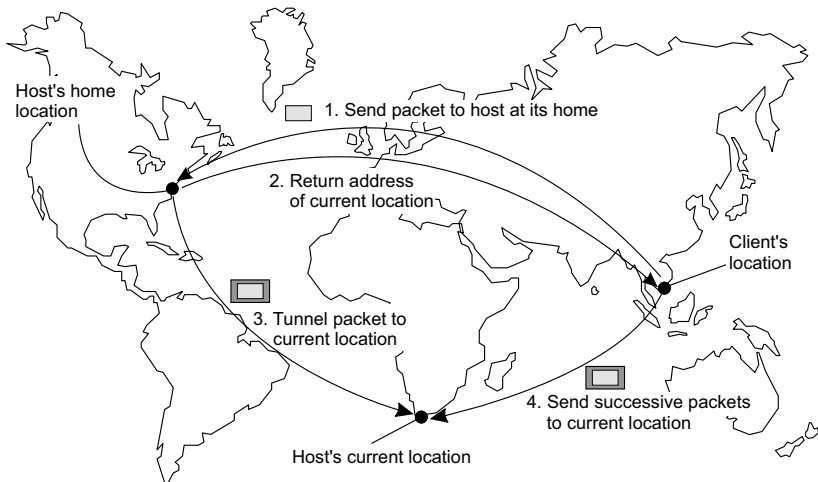 Host's home
location
1. Send packet to host at its home
2. Return address
of current location
Client's
location
3. Tunnel packet to
current location
4. Send successive packets
to current location
Host's current location